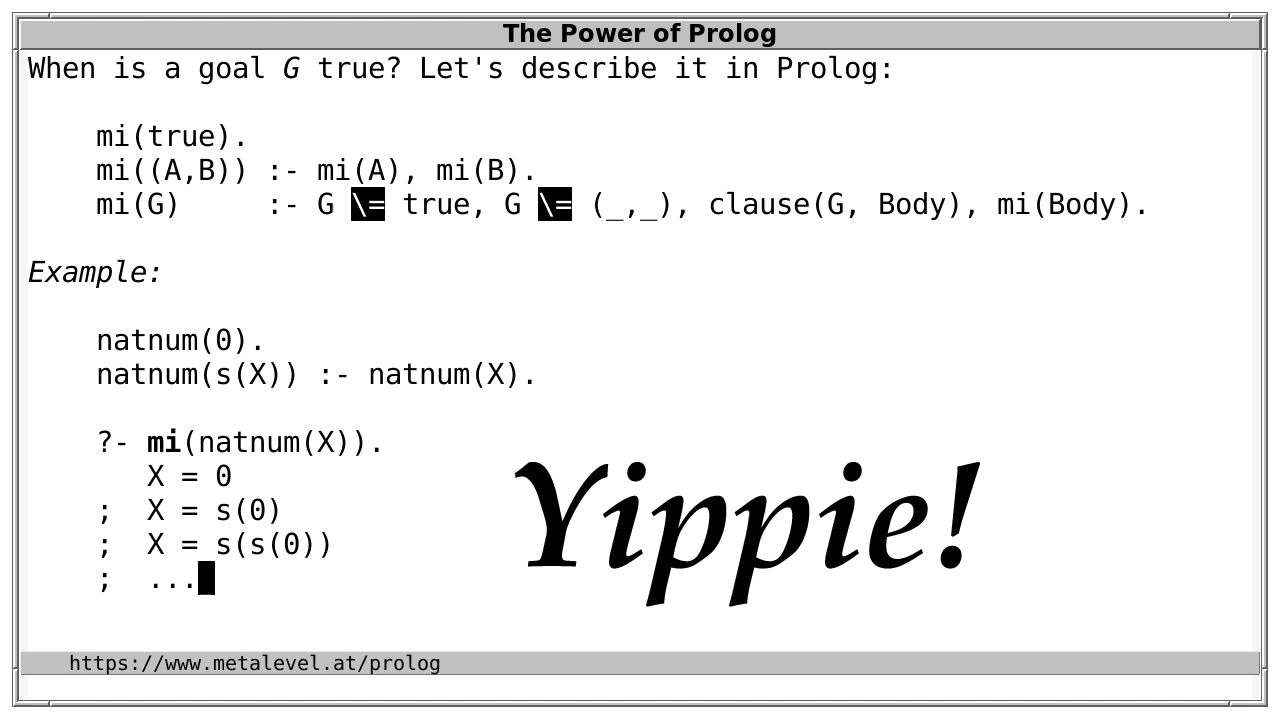 The Power of Prolog
When is a goal G true? Let's describe it in Prolog:
mi(true).
mi((A,B)) :- mi(A), mi(B).
mi(G)     :- G \= true, G \= (_,_), clause(G, Body), mi(Body).
Example:
natnum(0).
natnum(s(X)) :- natnum(X).
?- mi(natnum(X)).
   X = 0
;  X = s(0)
;  X = s(s(0))
;  ...
Yippie!
https://www.metalevel.at/prolog